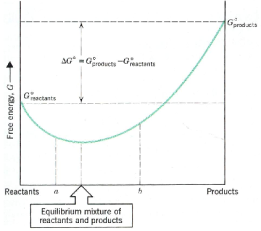 G°products
ΔG° = G°products – G°reactants
G°reactants
Free energy, G
Reactants a b Products
Equilibrium mixture of
reactants and products